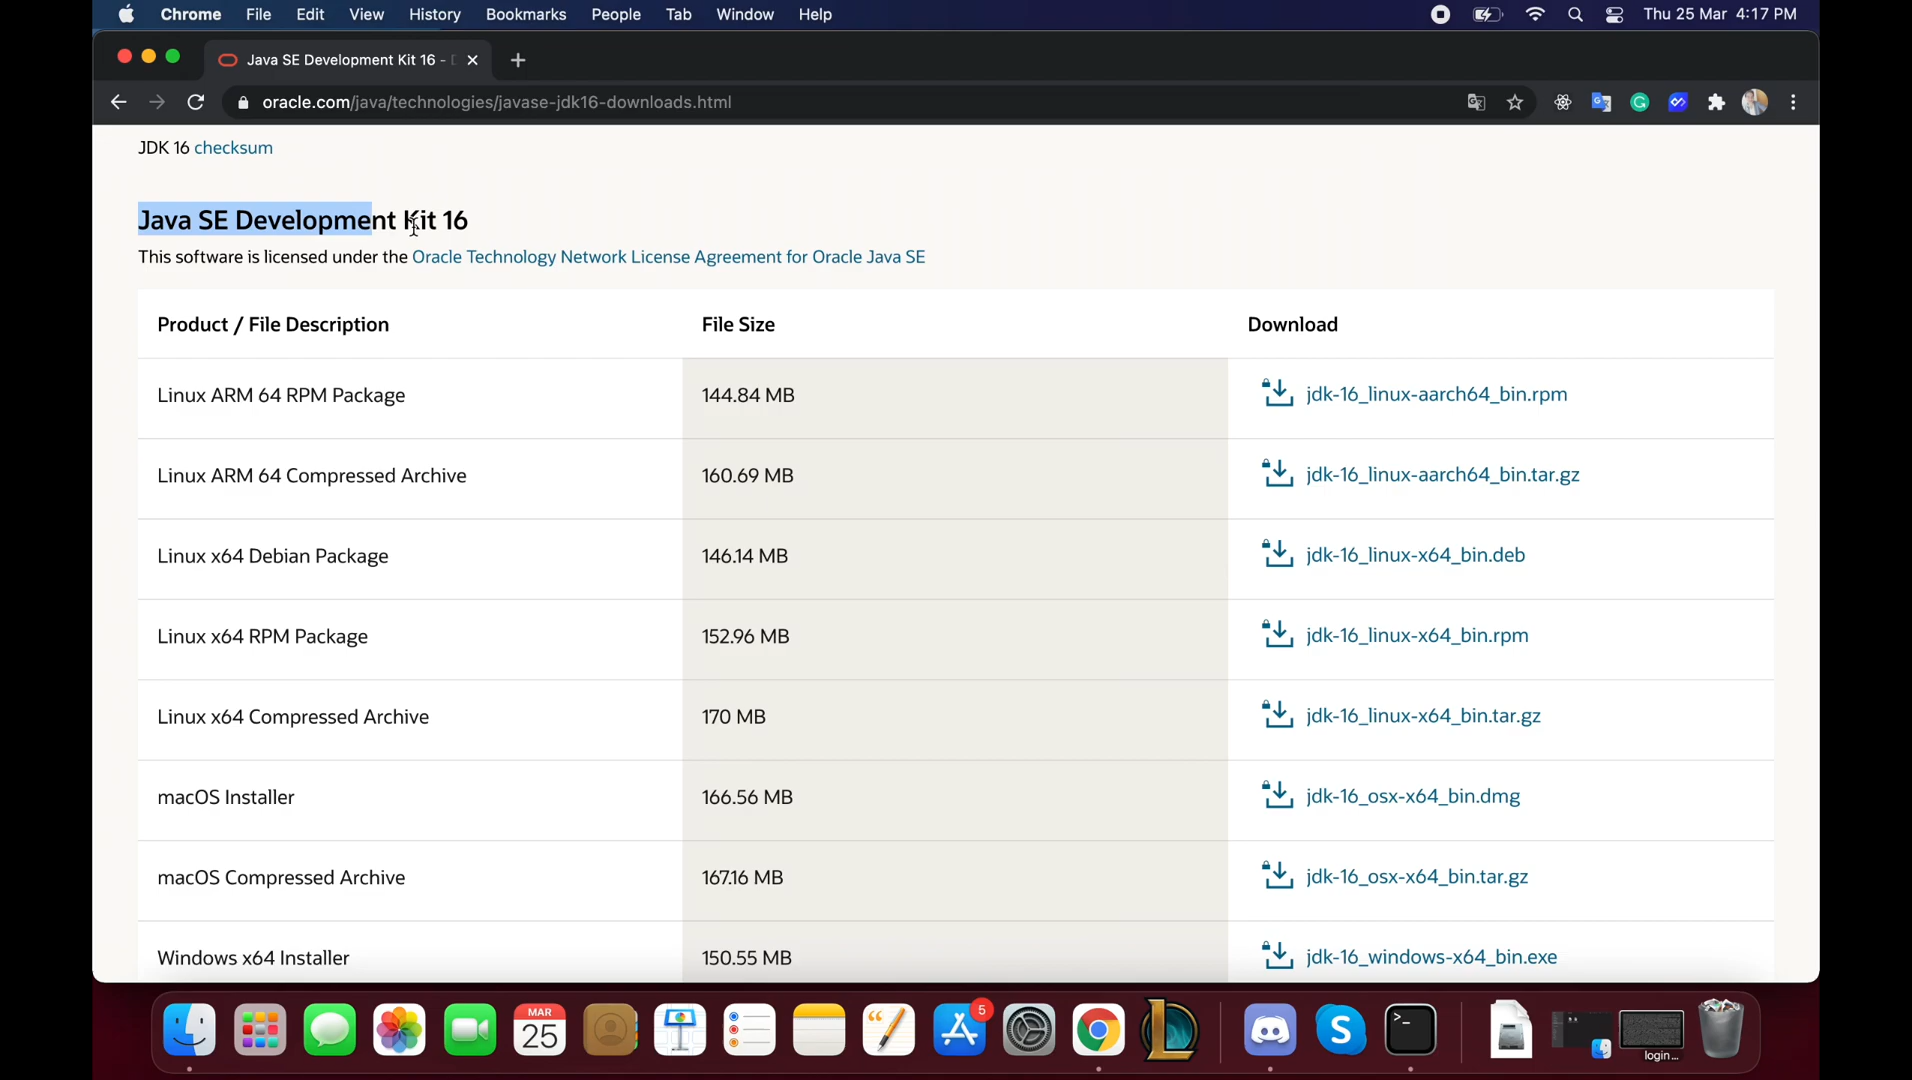 Chrome File Edit View History Bookmarks People Tab Window Help Thu 25 Mar 4:17 PM
Java SE Development Kit 16 -
oracle.com/java/technologies/javase-jdk16-downloads.html
JDK 16 checksum
Java SE Development Kit 16
This software is licensed under the Oracle Technology Network License Agreement for Oracle Java SE
Product / File Description File Size Download
Linux ARM 64 RPM Package 144.84 MB jdk-16_linux-aarch64_bin.rpm
Linux ARM 64 Compressed Archive 160.69 MB jdk-16_linux-aarch64_bin.tar.gz
Linux x64 Debian Package 146.14 MB jdk-16_linux-x64_bin.deb
Linux x64 RPM Package 152.96 MB jdk-16_linux-x64_bin.rpm
Linux x64 Compressed Archive 170 MB jdk-16_linux-x64_bin.tar.gz
macOS Installer 166.56 MB jdk-16_osx-x64_bin.dmg
macOS Compressed Archive 167.16 MB jdk-16_osx-x64_bin.tar.gz
Windows x64 Installer 150.55 MB jdk-16_windows-x64_bin.exe
MAR 5
25
login...